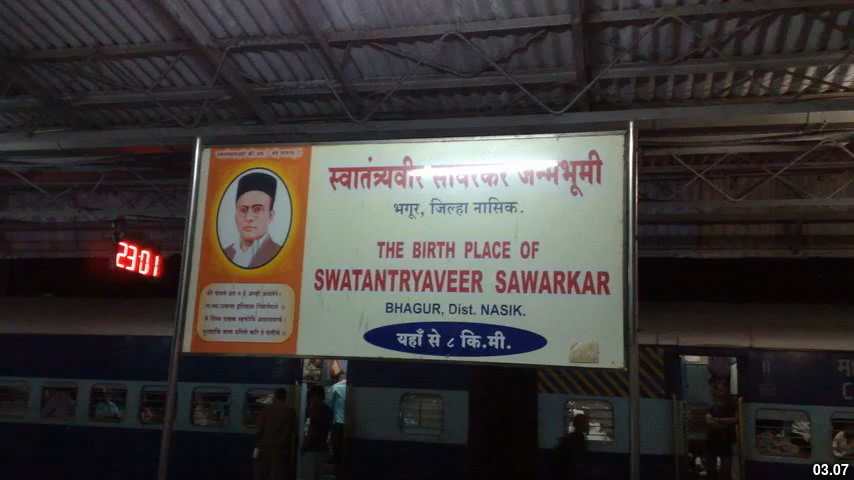 स्वातंत्र्यवीर सावरकर जन्मभूमी
भगूर, जिल्हा नासिक.
THE BIRTH PLACE OF
SWATANTRYAVEER SAWARKAR
BHAGUR, Dist. NASIK.
यहाँ से ८ कि.मी.
23:01
03.07